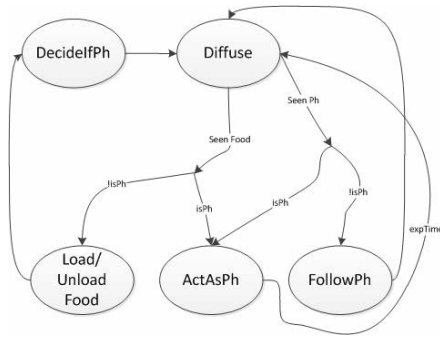 DecideIfPh
Diffuse
Seen Ph
Seen Food
!isPh
isPh
isPh
!isPh
expTime
Load/
Unload
Food
ActAsPh
FollowPh